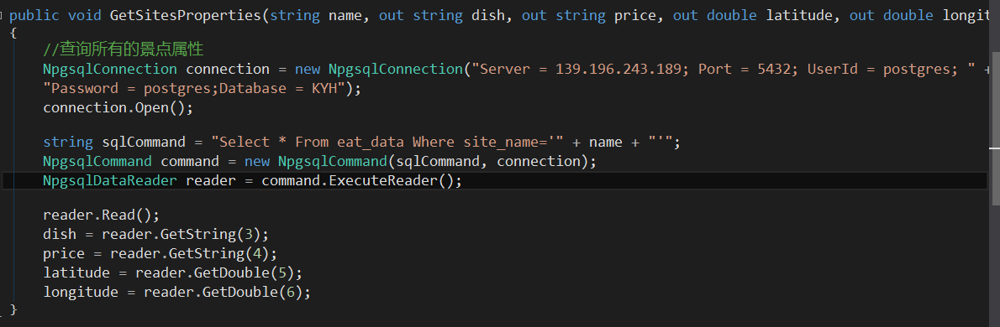 public void GetSitesProperties(string name, out string dish, out string price, out double latitude, out double longit
{
//查询所有的景点属性
NpgsqlConnection connection = new NpgsqlConnection("Server = 139.196.243.189; Port = 5432; UserId = postgres; " +
"Password = postgres;Database = KYH");
connection.Open();
string sqlCommand = "Select * From eat_data Where site_name='" + name + "'";
NpgsqlCommand command = new NpgsqlCommand(sqlCommand, connection);
NpgsqlDataReader reader = command.ExecuteReader();
reader.Read();
dish = reader.GetString(3);
price = reader.GetString(4);
latitude = reader.GetDouble(5);
longitude = reader.GetDouble(6);
}